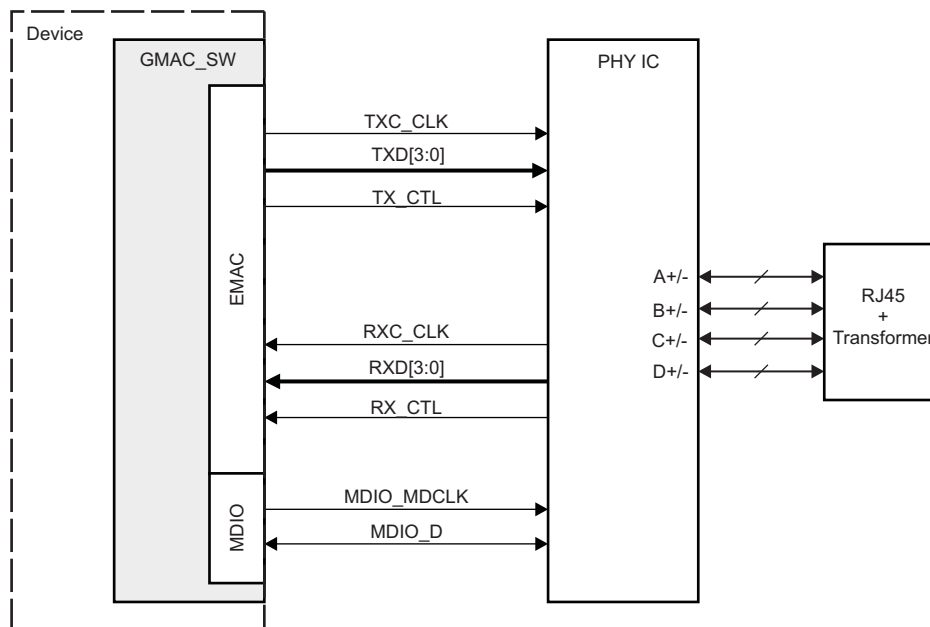 Device
GMAC_SW
PHY IC
TXC_CLK
TXD[3:0]
TX_CTL
EMAC
RXC_CLK
RXD[3:0]
RX_CTL
A+/-
B+/-
C+/-
D+/-
RJ45
+
Transformer
MDIO
MDIO_MDCLK
MDIO_D